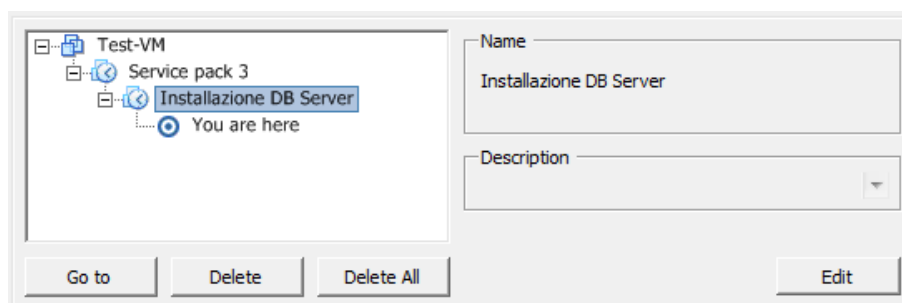 Test-VM
Service pack 3
Installazione DB Server
You are here
Name
Installazione DB Server
Description
Go to
Delete
Delete All
Edit